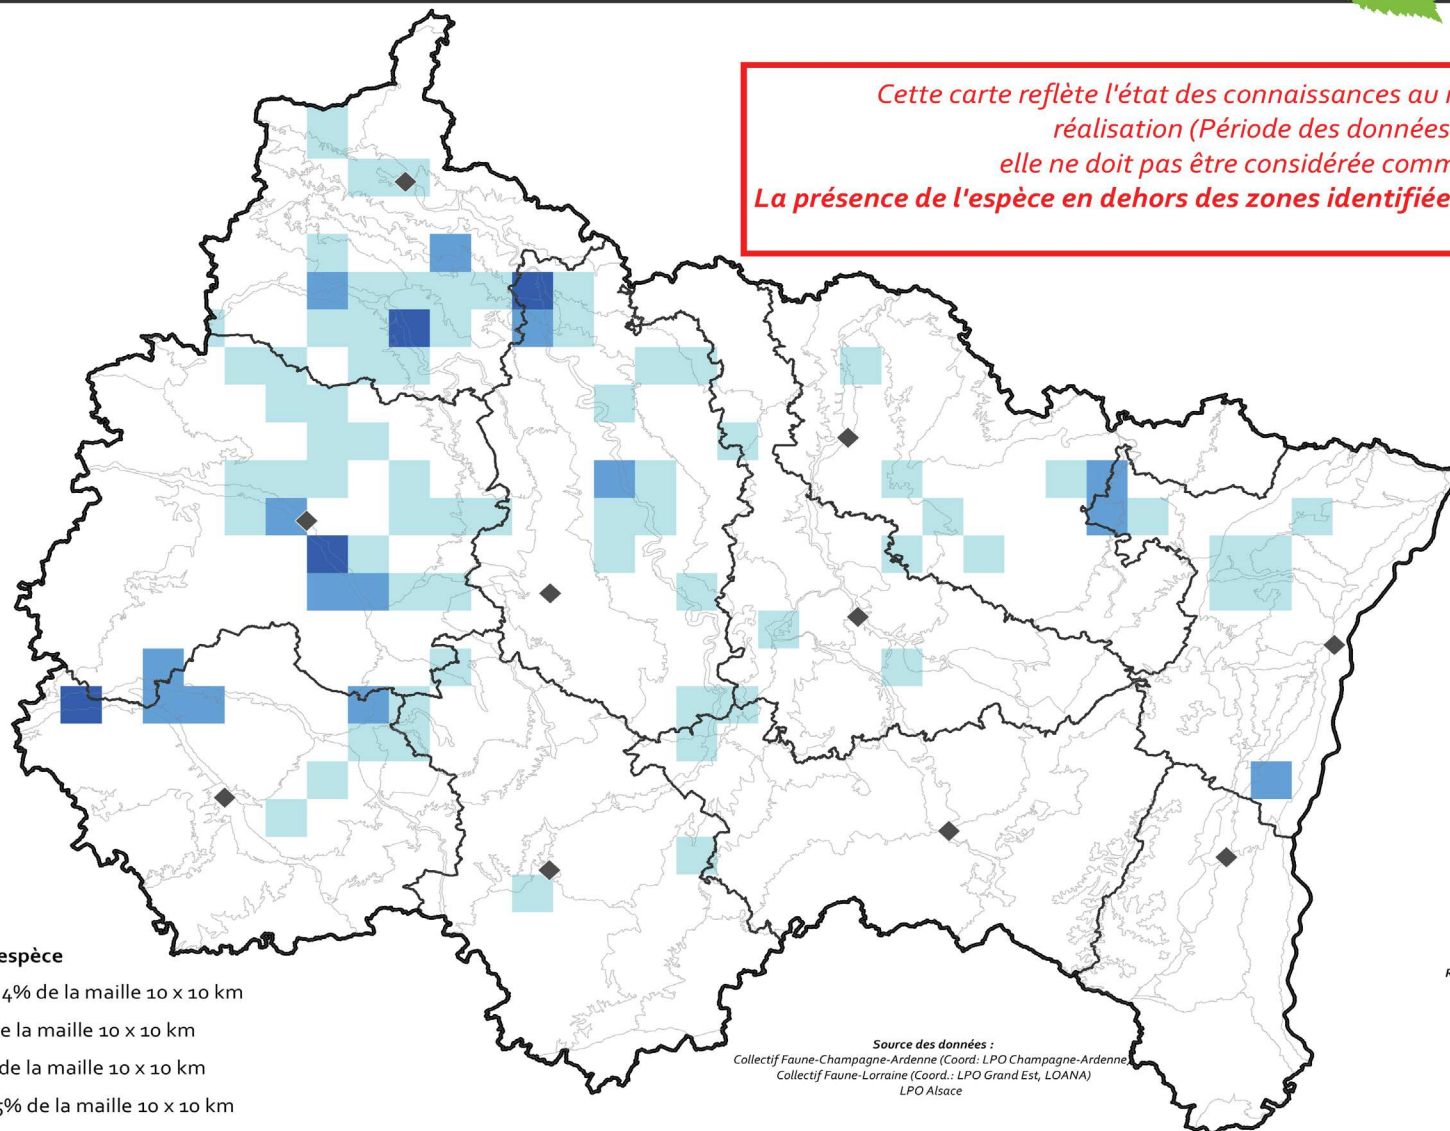 Cette carte reflète l'état des connaissances au
réalisation (Période des données
elle ne doit pas être considérée
La présence de l'espèce en dehors des zones
espèce
4% de la maille 10 x 10 km
la maille 10 x 10 km
de la maille 10 x 10 km
5% de la maille 10 x 10 km
Source des données :
Collectif Faune-Champagne-Ardenne (Coord: LPO Champagne-Ardenne)
Collectif Faune-Lorraine (Coord.: LPO Grand Est, LOANA)
LPO Alsace